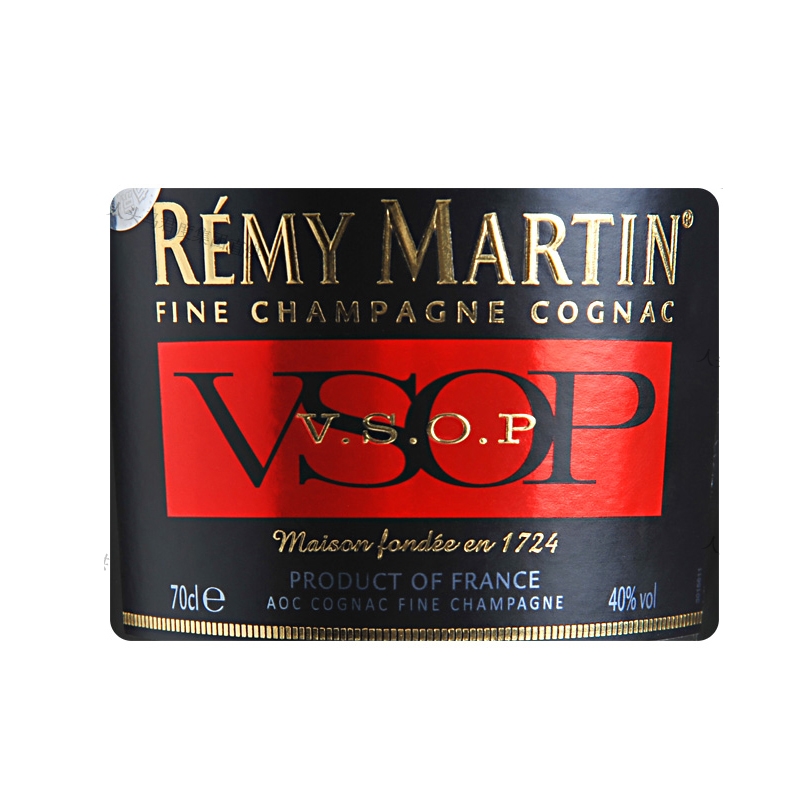 RÉMY MARTIN®
FINE CHAMPAGNE COGNAC
VSOP
V.S.O.P
Maison fondée en 1724
PRODUCT OF FRANCE
70cl ℮ AOC COGNAC FINE CHAMPAGNE 40% vol